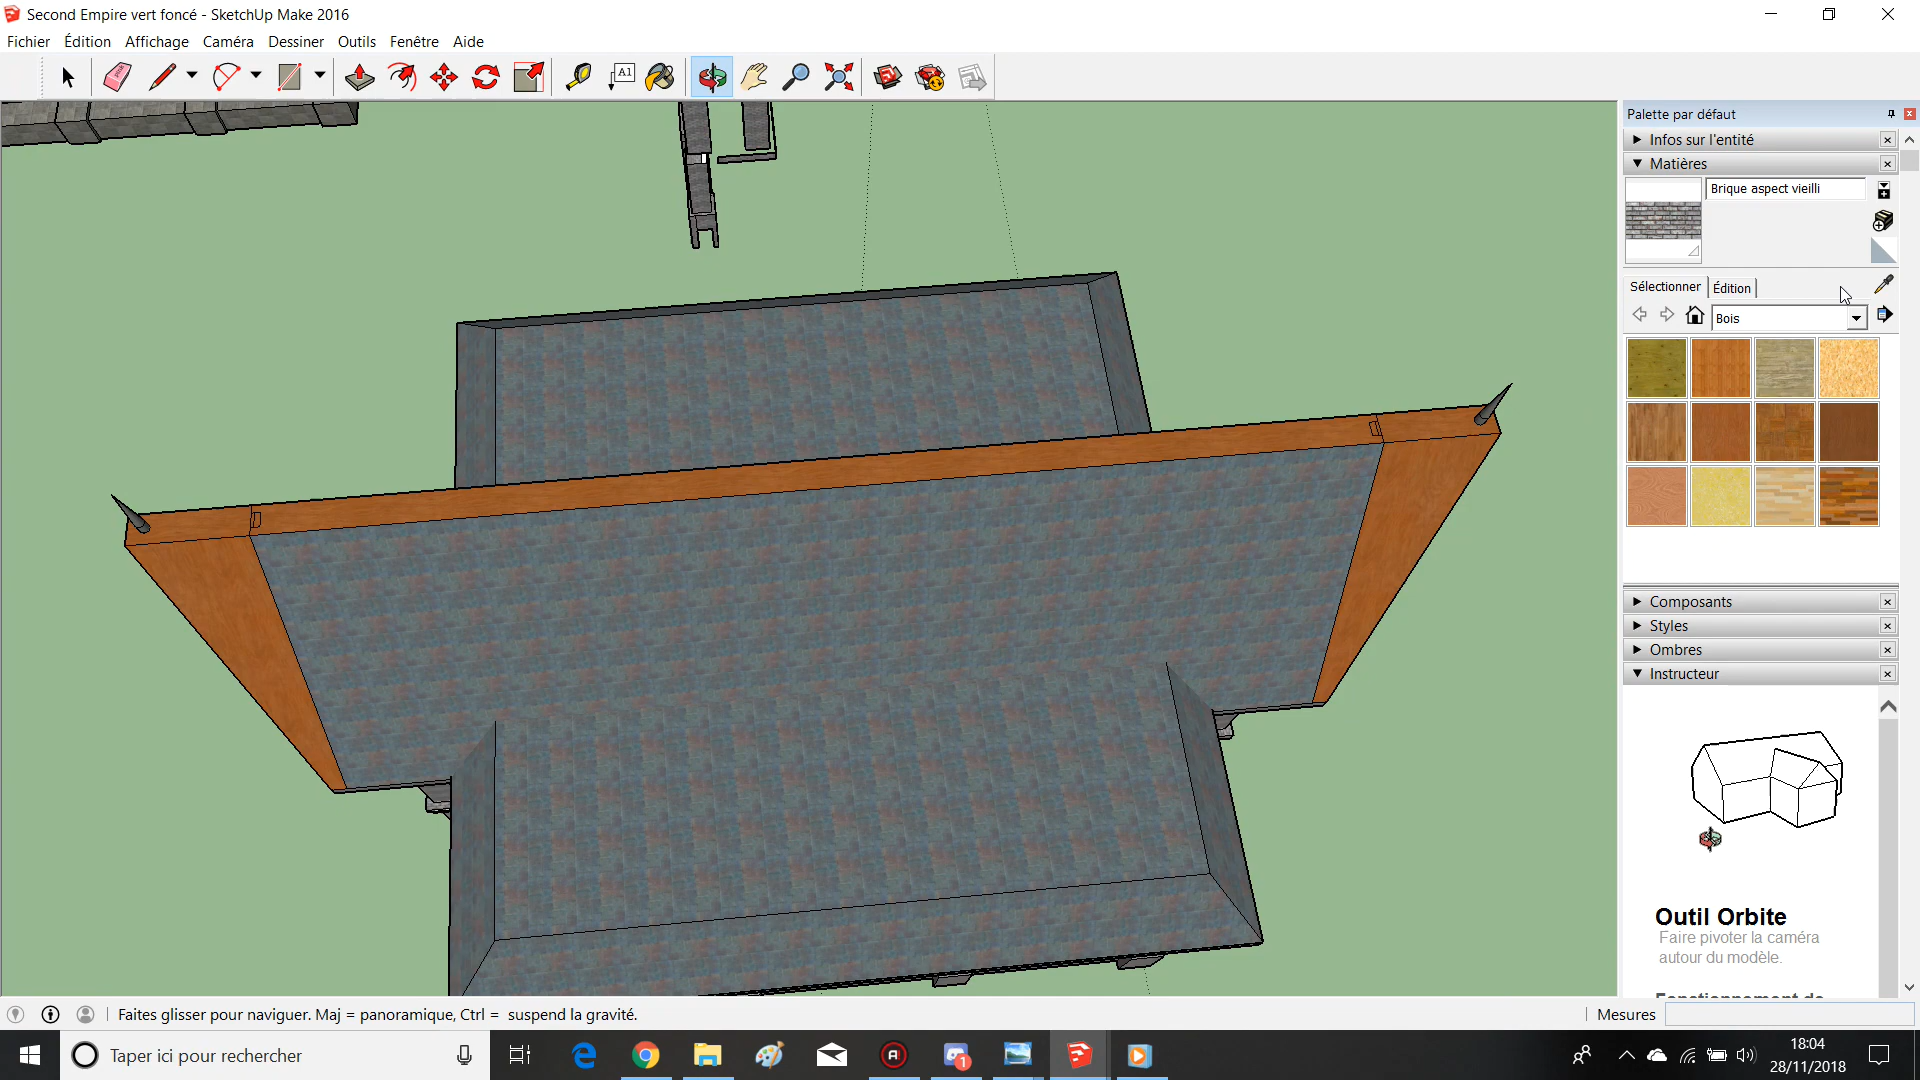 Second Empire vert foncé - SketchUp Make 2016
Fichier Édition Affichage Caméra Dessiner Outils Fenêtre Aide
A1
Palette par défaut
Infos sur l'entité
Matières
Brique aspect vieilli
Sélectionner Édition
Bois
Composants
Styles
Ombres
Instructeur
Outil Orbite
Faire pivoter la caméra
autour du modèle.
Faites glisser pour naviguer. Maj = panoramique, Ctrl = suspend la gravité.
Mesures
Taper ici pour rechercher
1
18:04
28/11/2018